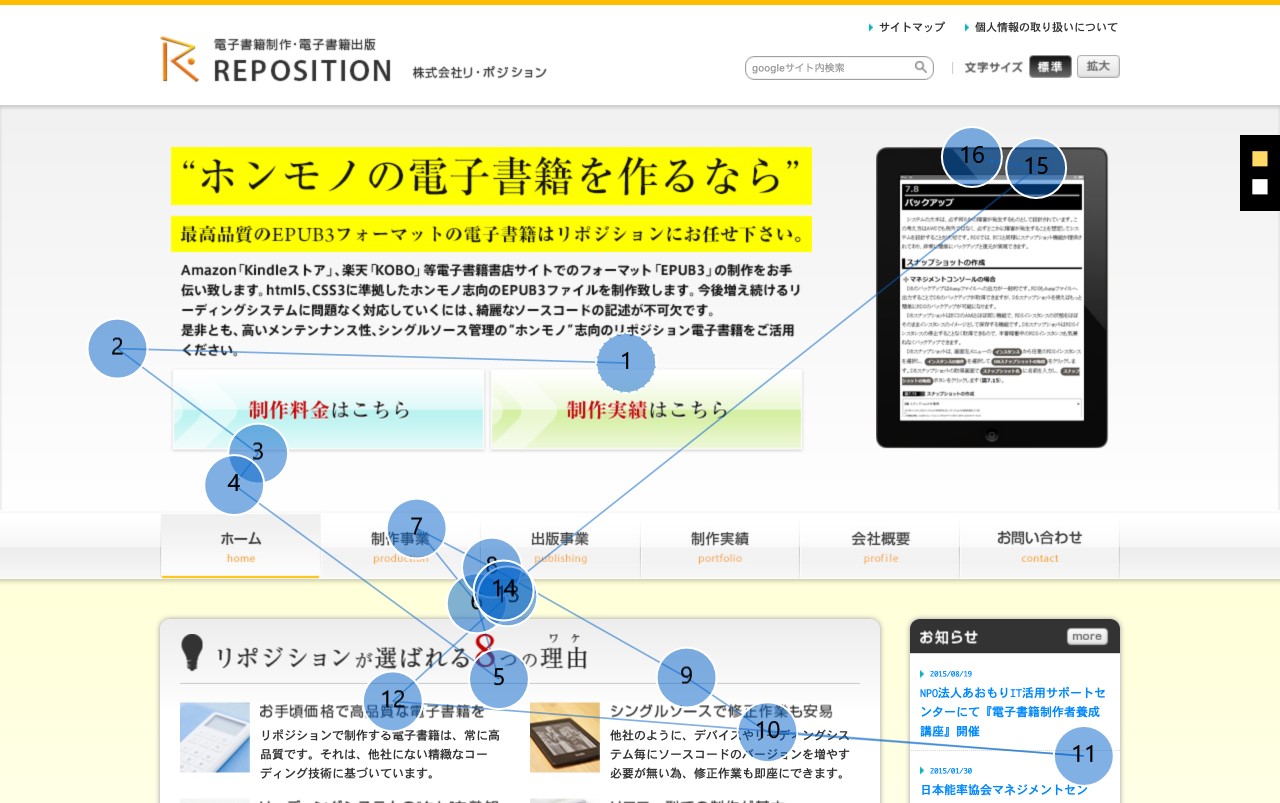 サイトマップ 個人情報の取り扱いについて
電子書籍制作・電子書籍出版
REPOSITION 株式会社リ・ポジション
googleサイト内検索 文字サイズ 標準 拡大
“ホンモノの電子書籍を作るなら”
最高品質のEPUB3フォーマットの電子書籍はリポジションにお任せ下さい。
Amazon「Kindleストア」、楽天「KOBO」等電子書籍書店サイトでのフォーマット「EPUB3」の制作をお手
伝い致します。html5、CSS3に準拠したホンモノ志向のEPUB3ファイルを制作致します。今後増え続けるリ
ーディングシステムに問題なく対応していくには、綺麗なソースコードの記述が不可欠です。
是非とも、高いメンテンナンス性、シングルソース管理の“ホンモノ”志向のリポジション電子書籍をご活用
ください。
制作料金はこちら 制作実績はこちら
7.8
バックアップ
スナップショットの作成
マネジメントコンソールの場合
スナップショットの作成
16 15
2 1
3
4
7
14
5
9
12
10
11
ホーム 制作事業 出版事業 制作実績 会社概要 お問い合わせ
home production publishing portfolio profile contact
リポジションが選ばれる8つの理由
ワケ
お手頃価格で高品質な電子書籍を
リポジションで制作する電子書籍は、常に高
品質です。それは、他社にない精緻なコー
ディング技術に基づいています。
シングルソースで修正作業も安易
他社のように、デバイスやリーディングシス
テム毎にソースコードのバージョンを増やす
必要が無い為、修正作業も即座にできます。
お知らせ more
2015/08/19
NPO法人あおもりIT活用サポートセ
ンターにて『電子書籍制作者養成
講座』開催
2015/01/30
日本能率協会マネジメントセン